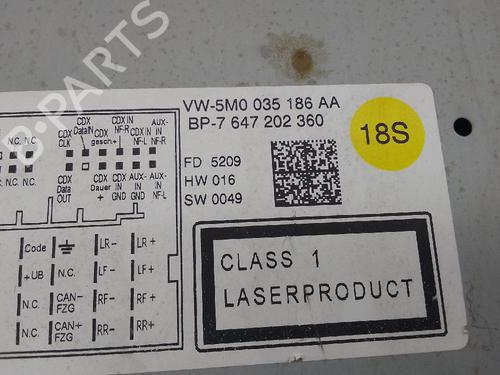 VW-5M0 035 186 AA
BP-7 647 202 360
18S
FD 5209
HW 016
SW 0049
CLASS 1
LASERPRODUCT
CDX CLK
CDX DataIN
CDX gesch+
CDX IN NF-R
CDX IN NF-L
AUX-IN NF-R
N.C. N.C. N.C.
N.C. N.C.
CDX Data OUT
CDX Dauer +
CDX IN GND
AUX-IN GND
AUX-IN NF-L
Code LR- LR+
+UB N.C. LF- LF+
N.C. CAN- FZG RF- RF+
N.C. CAN+ FZG RR- RR+